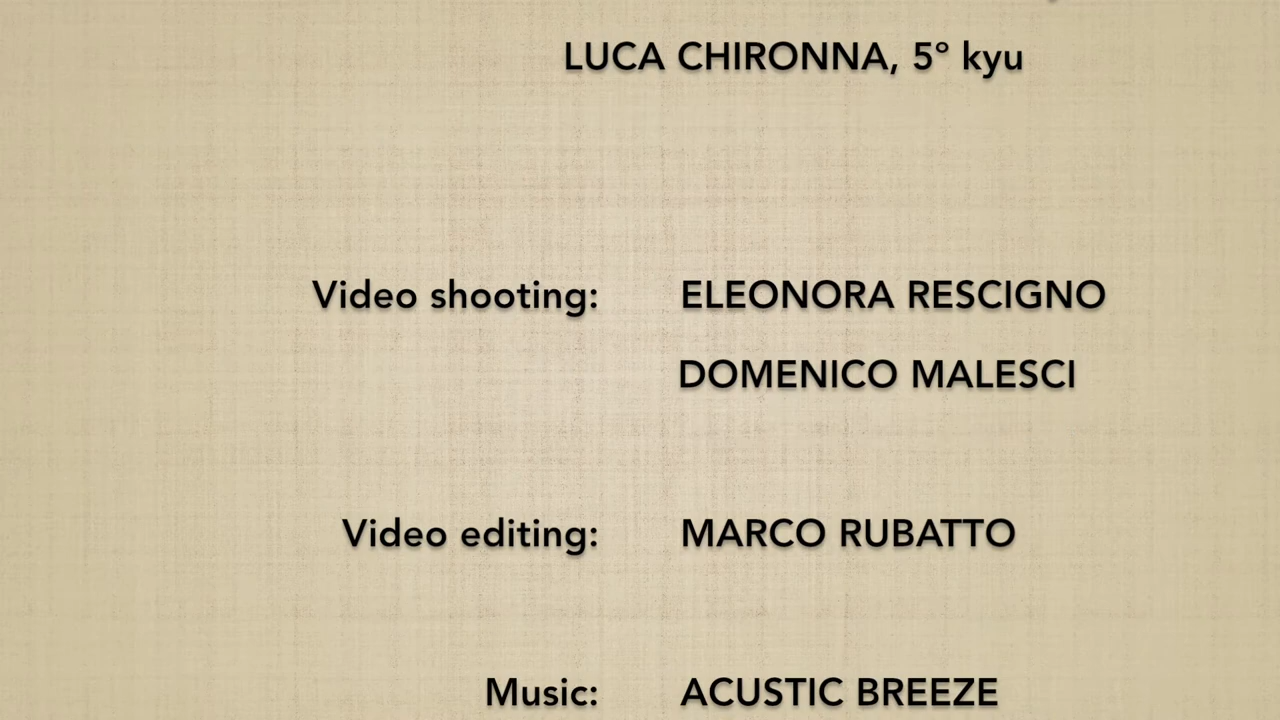 LUCA CHIRONNA, 5° kyu
Video shooting: ELEONORA RESCIGNO
DOMENICO MALESCI
Video editing: MARCO RUBATTO
Music: ACUSTIC BREEZE